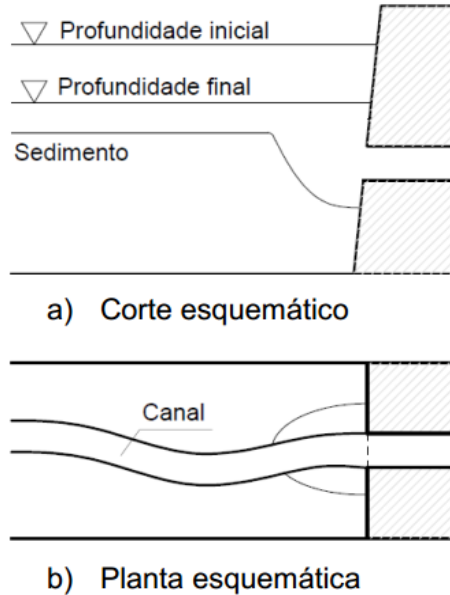 Profundidade inicial
Profundidade final
Sedimento
a) Corte esquemático
Canal
b) Planta esquemática